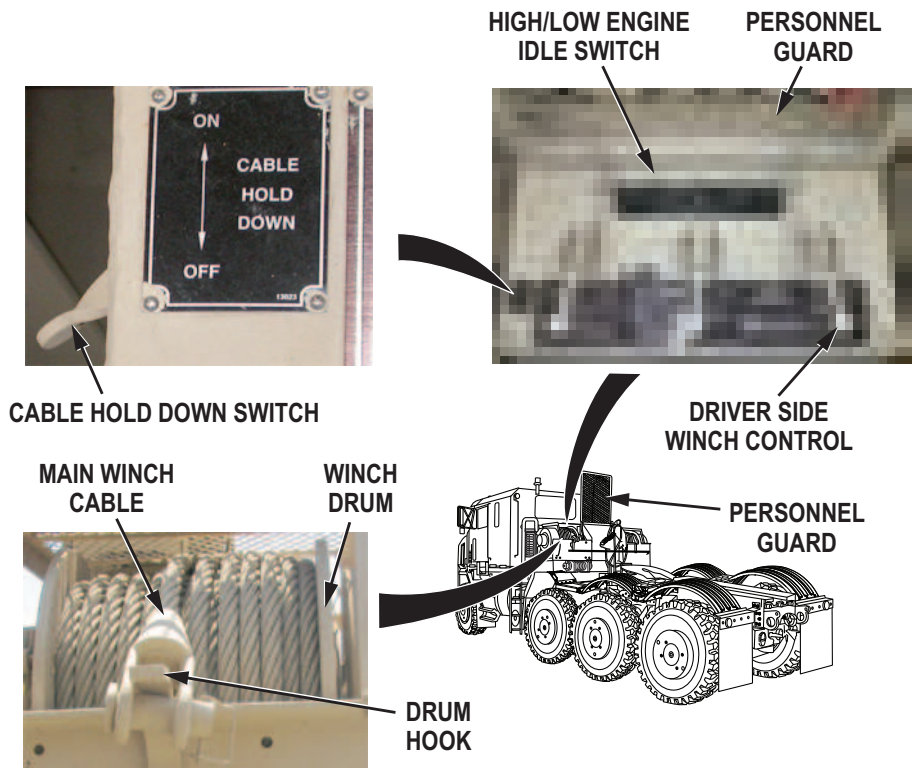 HIGH/LOW ENGINE
IDLE SWITCH
PERSONNEL
GUARD
ON
CABLE
HOLD
DOWN
OFF
13023
CABLE HOLD DOWN SWITCH
DRIVER SIDE
WINCH CONTROL
MAIN WINCH
CABLE
WINCH
DRUM
PERSONNEL
GUARD
DRUM
HOOK